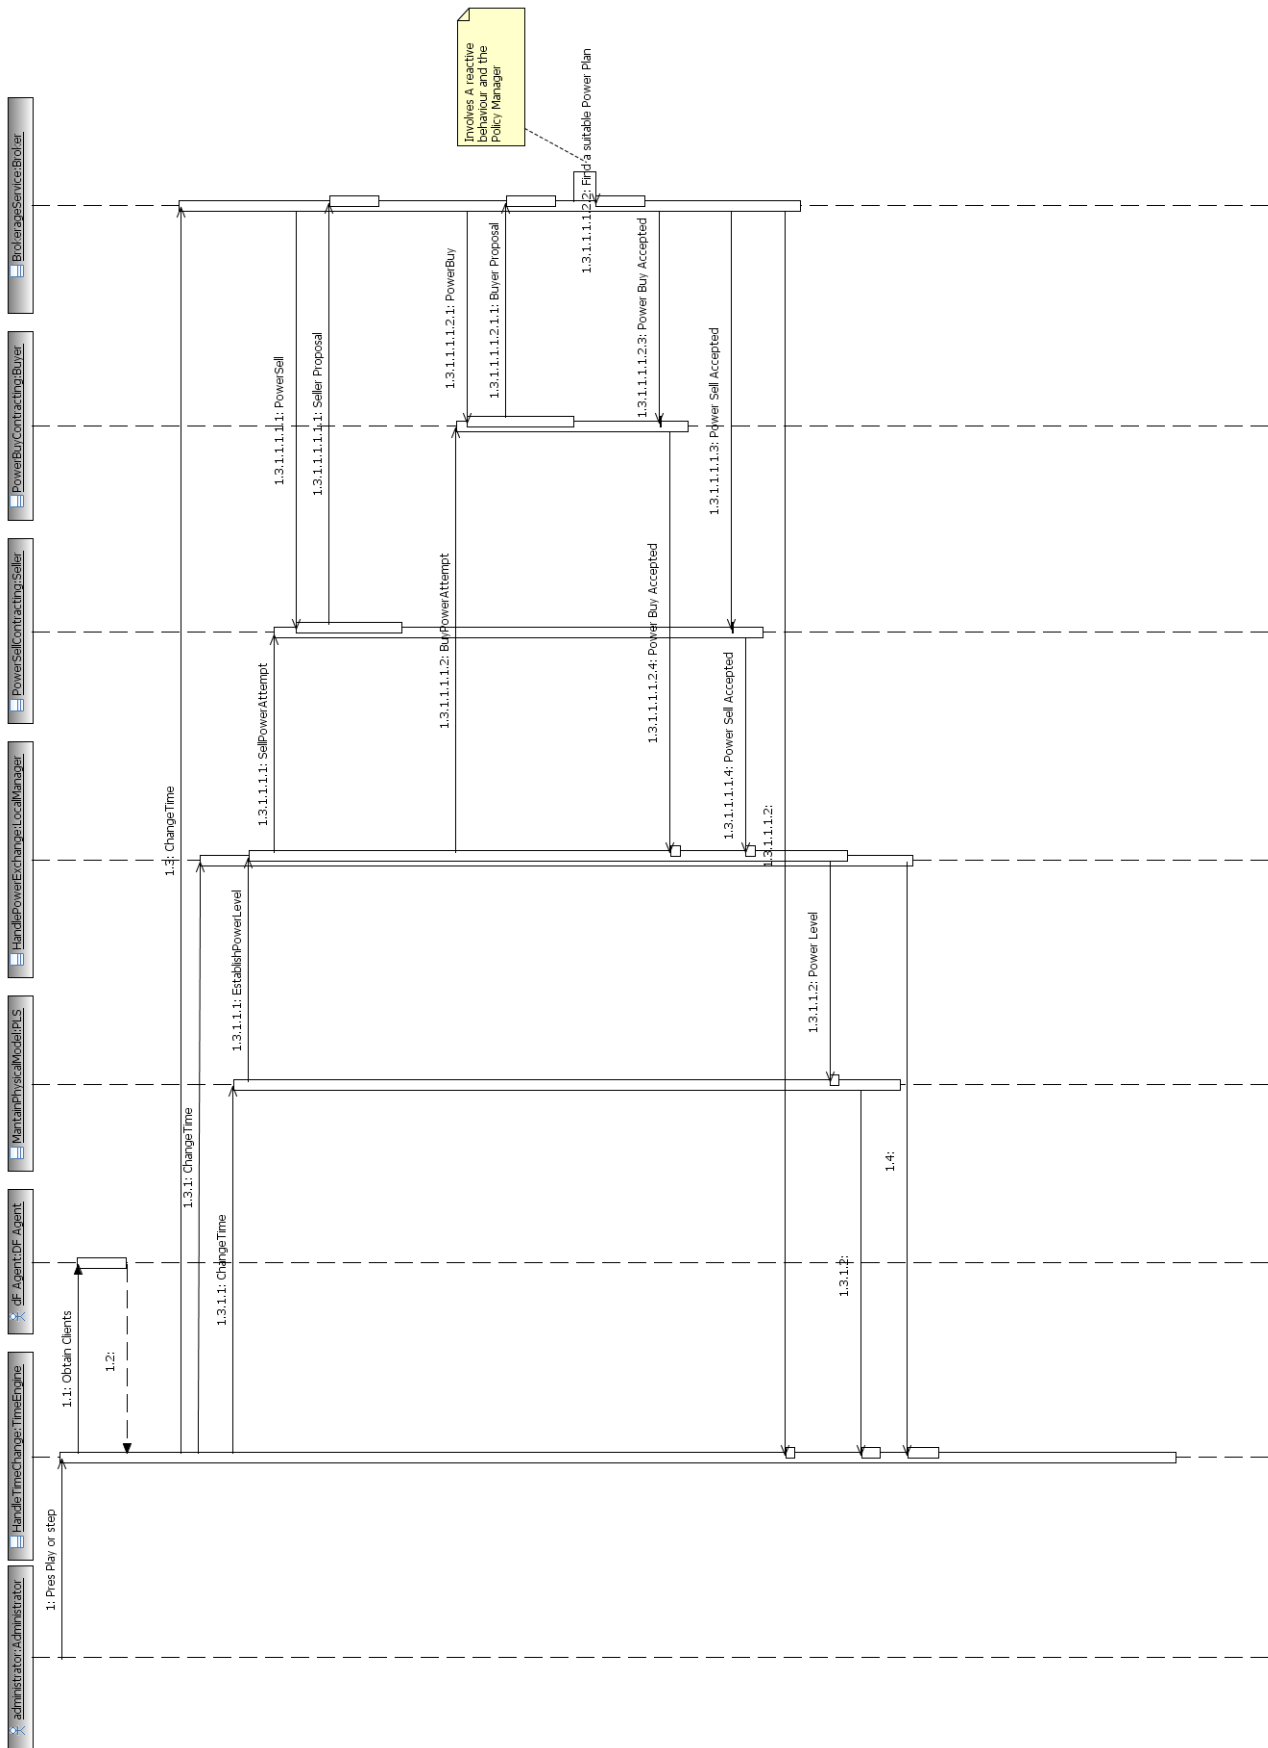 administrator:Administrator
HandleTimeChange:TimeEngine
dF Agent:DF Agent
MantainPhysicalModel:PLS
HandlePowerExchange:LocalManager
PowerSellContracting:Seller
PowerBuyContracting:Buyer
BrokerageService:Broker
1: Pres Play or step
1.1: Obtain Clients
1.2:
1.3: ChangeTime
1.3.1: ChangeTime
1.3.1.1: ChangeTime
1.3.1.1.1: EstablishPowerLevel
1.3.1.1.1.1: SellPowerAttempt
1.3.1.1.1.1.1: PowerSell
1.3.1.1.1.1.1.1: Seller Proposal
1.3.1.1.1.1.2: BuyPowerAttempt
1.3.1.1.1.1.2.1: PowerBuy
1.3.1.1.1.1.2.1.1: Buyer Proposal
Involves A reactive
behaviour and the
Policy Manager
1.3.1.1.1.1.2.2: Find a suitable Power Plan
1.3.1.1.1.1.2.3: Power Buy Accepted
1.3.1.1.1.1.2.4: Power Buy Accepted
1.3.1.1.1.1.3: Power Sell Accepted
1.3.1.1.1.1.4: Power Sell Accepted
1.3.1.1.1.2:
1.3.1.1.2: Power Level
1.3.1.2:
1.4: